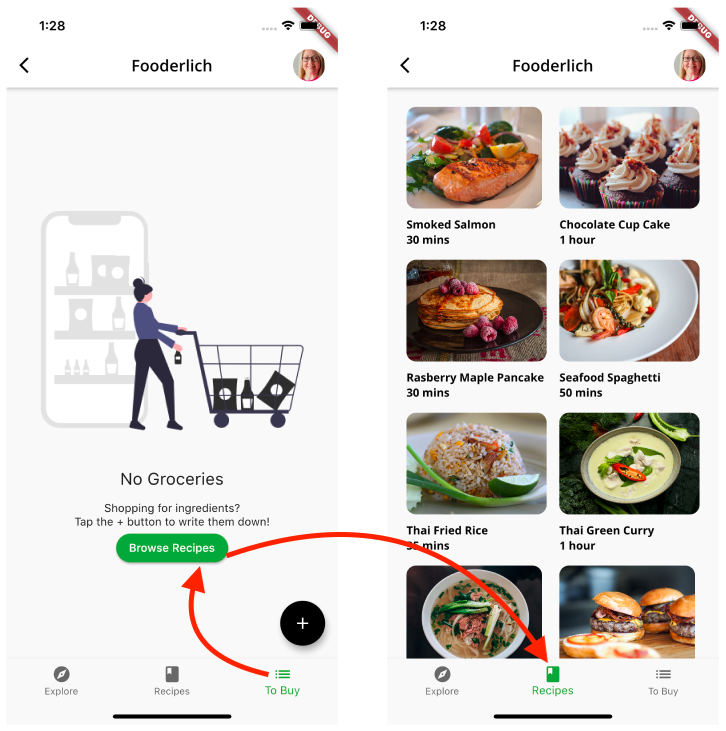 1:28
DEBUG
Fooderlich
No Groceries
Shopping for ingredients?
Tap the + button to write them down!
Browse Recipes
+
Explore
Recipes
To Buy
1:28
DEBUG
Fooderlich
Smoked Salmon
30 mins
Chocolate Cup Cake
1 hour
Rasberry Maple Pancake
30 mins
Seafood Spaghetti
50 mins
Thai Fried Rice
35 mins
Thai Green Curry
1 hour
Explore
Recipes
To Buy